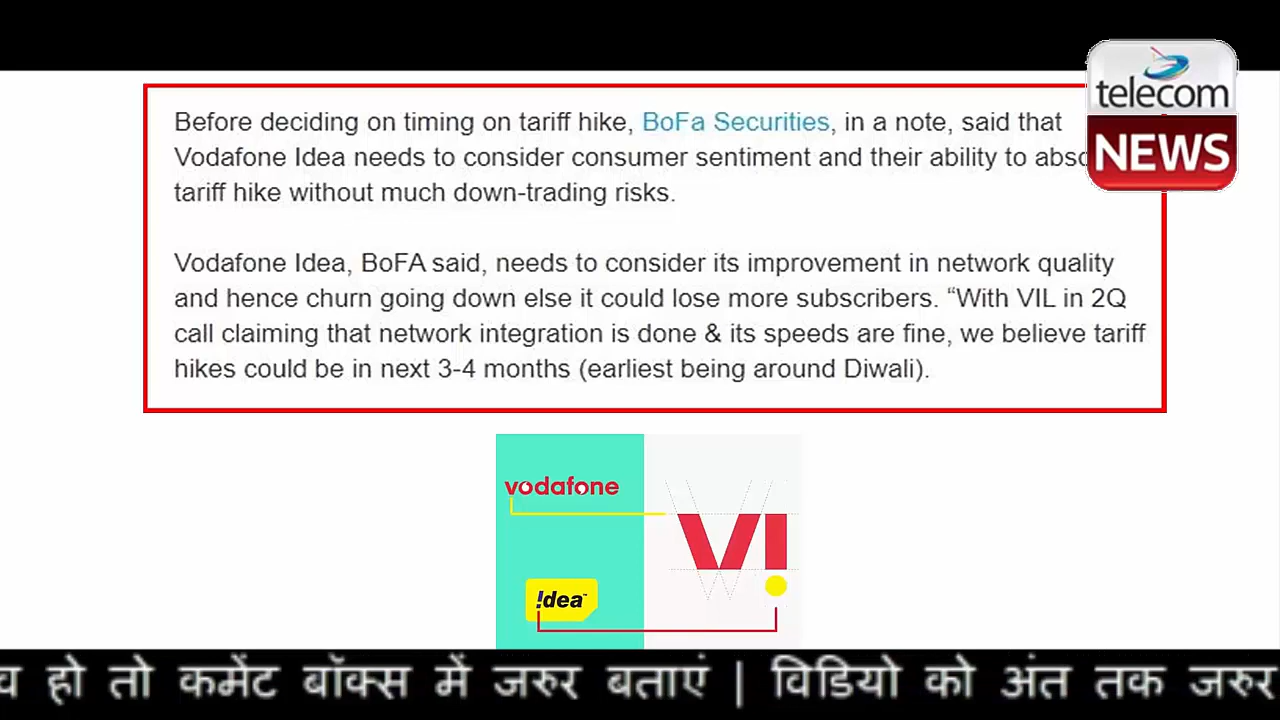 Before deciding on timing on tariff hike, BoFa Securities, in a note, said that
Vodafone Idea needs to consider consumer sentiment and their ability to
tariff hike without much down-trading risks.
Vodafone Idea, BoFA said, needs to consider its improvement in network quality
and hence churn going down else it could lose more subscribers. “With VIL in 2Q
call claiming that network integration is done & its speeds are fine, we believe tariff
hikes could be in next 3-4 months (earliest being around Diwali).
telecom
NEWS
vodafone
!dea™
VI
हो तो कमेंट बॉक्स में जरुर बताएं | विडियो को अंत तक जरुर